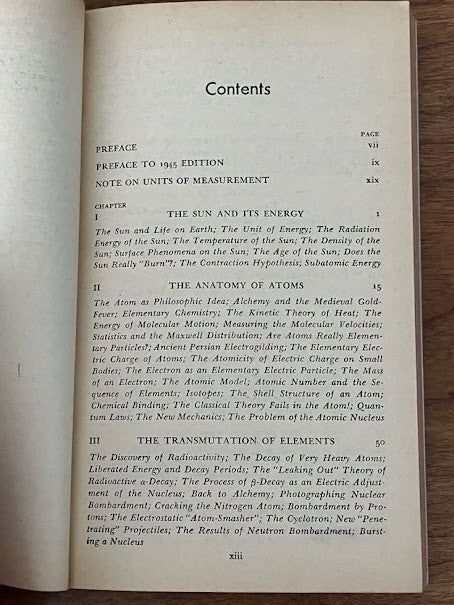 Contents
PAGE
PREFACE vii
PREFACE TO 1945 EDITION ix
NOTE ON UNITS OF MEASUREMENT xix
CHAPTER
I THE SUN AND ITS ENERGY 1
The Sun and Life on Earth; The Unit of Energy; The Radiation
Energy of the Sun; The Temperature of the Sun; The Density of the
Sun; Surface Phenomena on the Sun; The Age of the Sun; Does the
Sun Really "Burn"?; The Contraction Hypothesis; Subatomic Energy
II THE ANATOMY OF ATOMS 15
The Atom as Philosophic Idea; Alchemy and the Medieval Gold-
Fever; Elementary Chemistry; The Kinetic Theory of Heat; The
Energy of Molecular Motion; Measuring the Molecular Velocities;
Statistics and the Maxwell Distribution; Are Atoms Really Elemen-
tary Particles?; Ancient Persian Electrogilding; The Elementary Elec-
tric Charge of Atoms; The Atomicity of Electric Charge on Small
Bodies; The Electron as an Elementary Electric Particle; The Mass
of an Electron; The Atomic Model; Atomic Number and the Se-
quence of Elements; Isotopes; The Shell Structure of an Atom;
Chemical Binding; The Classical Theory Fails in the Atom!; Quan-
tum Laws; The New Mechanics; The Problem of the Atomic Nucleus
III THE TRANSMUTATION OF ELEMENTS 50
The Discovery of Radioactivity; The Decay of Very Heavy Atoms;
Liberated Energy and Decay Periods; The "Leaking Out" Theory of
Radioactive α-Decay; The Process of β-Decay as an Electric Adjust-
ment of the Nucleus; Back to Alchemy; Photographing Nuclear
Bombardment; Cracking the Nitrogen Atom; Bombardment by Pro-
tons; The Electrostatic "Atom-Smasher"; The Cyclotron; New "Pene-
trating" Projectiles; The Results of Neutron Bombardment; Burst-
ing a Nucleus
xiii